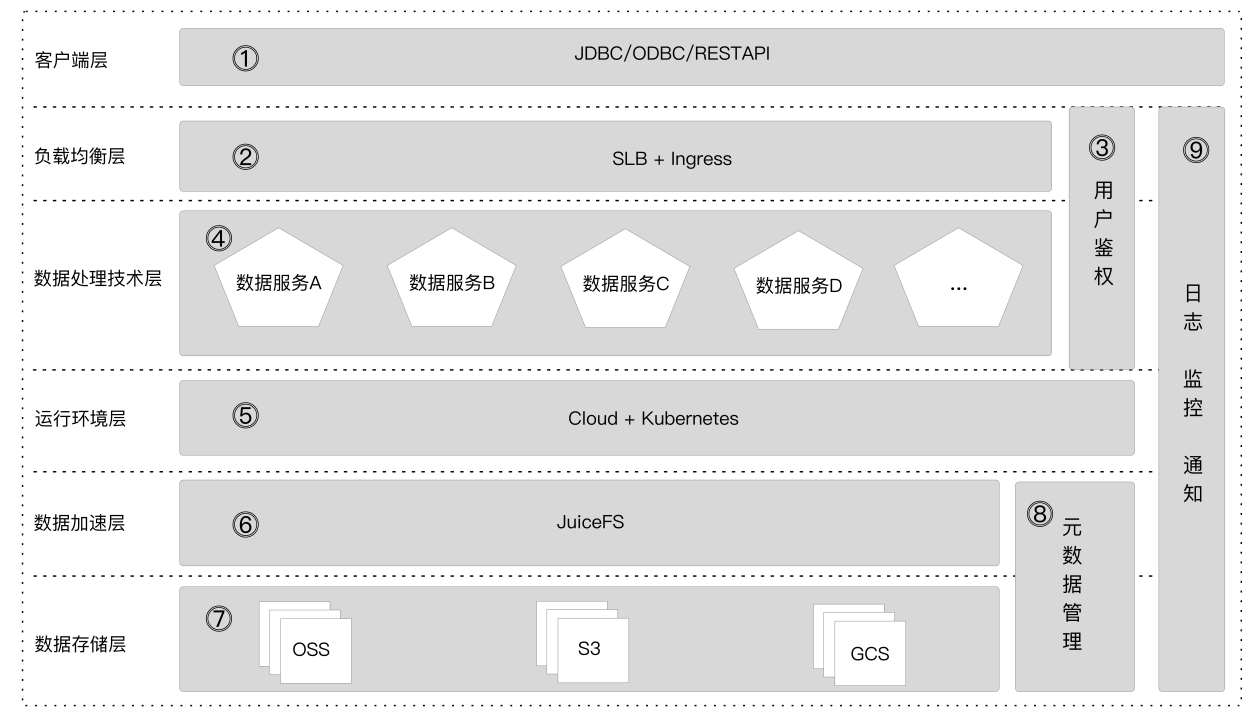 客户端层
①
JDBC/ODBC/RESTAPI
负载均衡层
②
SLB + Ingress
③
用户鉴权
⑨
日志 监控 通知
数据处理技术层
④
数据服务A
数据服务B
数据服务C
数据服务D
...
运行环境层
⑤
Cloud + Kubernetes
数据加速层
⑥
JuiceFS
⑧
元数据管理
数据存储层
⑦
OSS
S3
GCS